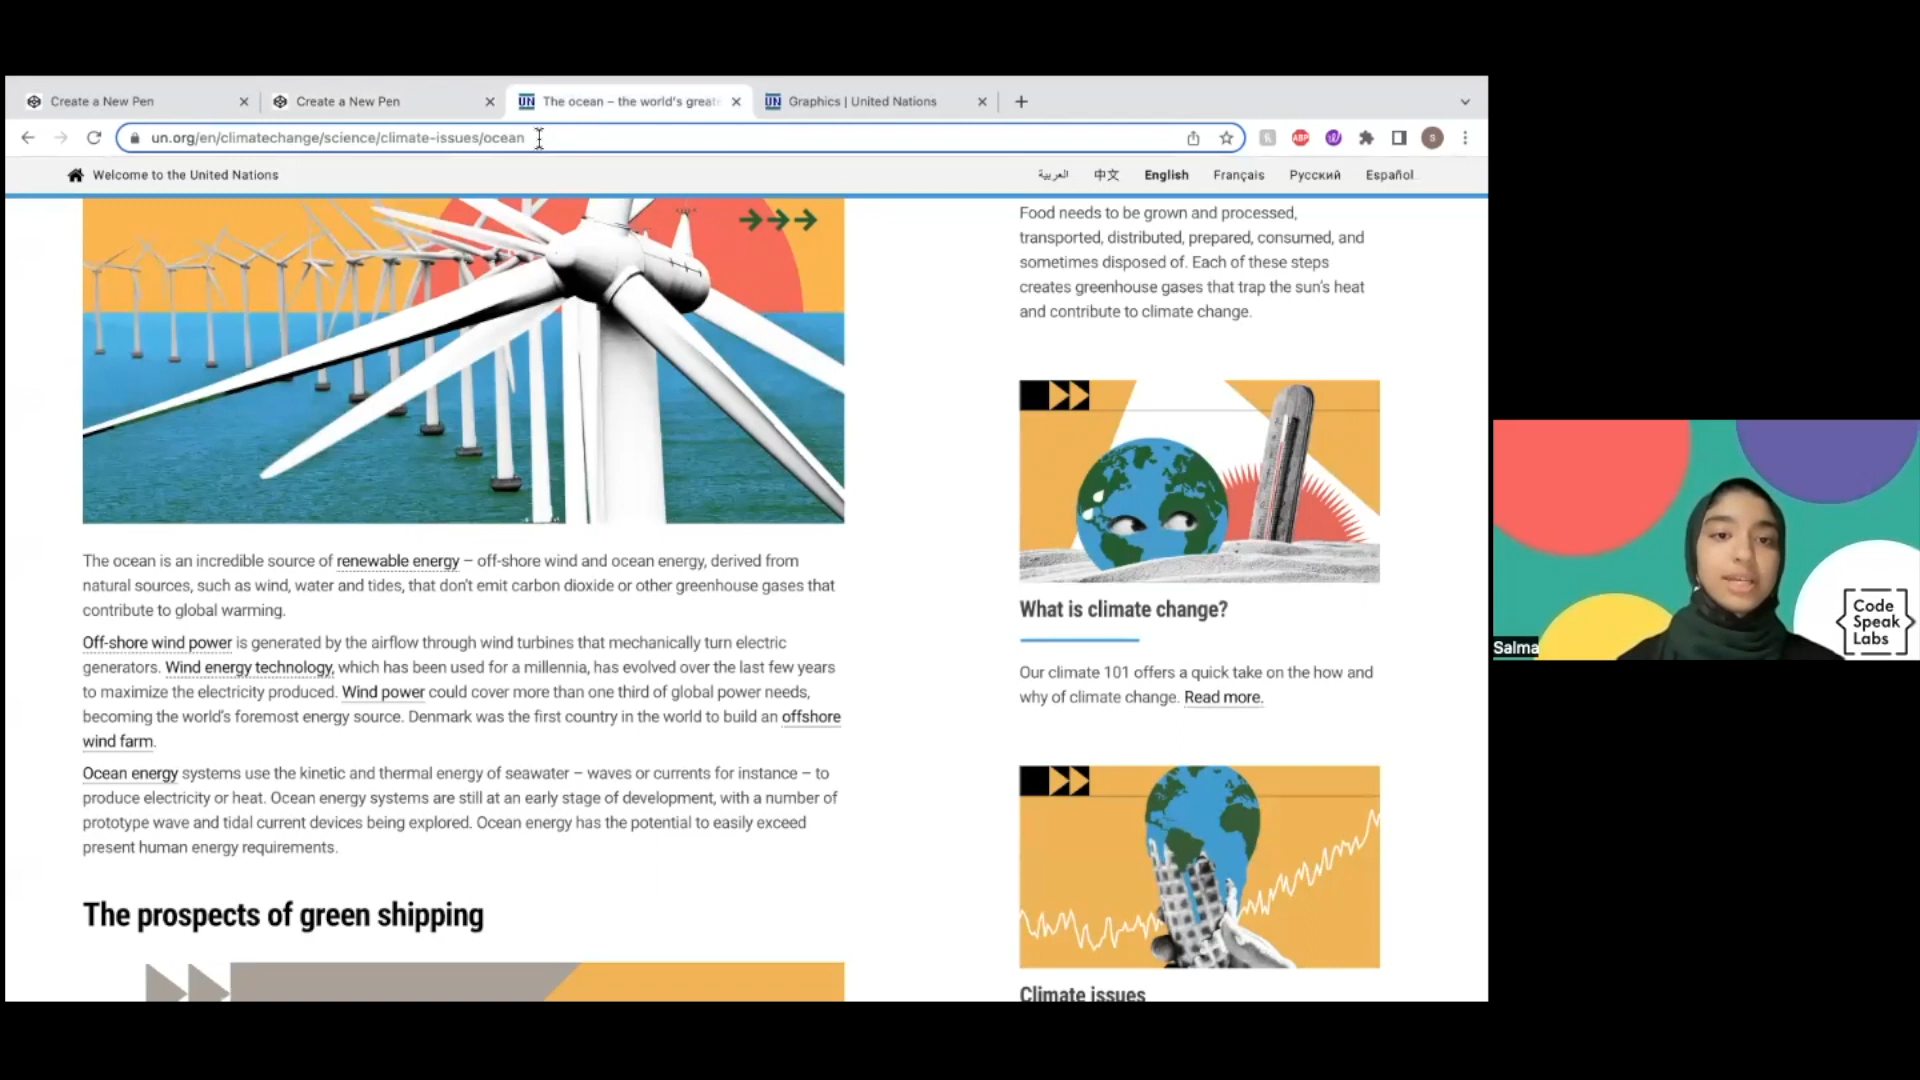 Create a New Pen
Create a New Pen
UN The ocean – the world's great
UN Graphics | United Nations
un.org/en/climatechange/science/climate-issues/ocean
ABP
S
Welcome to the United Nations
العربية 中文 English Français Русский Español
Food needs to be grown and processed,
transported, distributed, prepared, consumed, and
sometimes disposed of. Each of these steps
creates greenhouse gases that trap the sun's heat
and contribute to climate change.
The ocean is an incredible source of renewable energy – off-shore wind and ocean energy, derived from
natural sources, such as wind, water and tides, that don't emit carbon dioxide or other greenhouse gases that
contribute to global warming.
Off-shore wind power is generated by the airflow through wind turbines that mechanically turn electric
generators. Wind energy technology, which has been used for a millennia, has evolved over the last few years
to maximize the electricity produced. Wind power could cover more than one third of global power needs,
becoming the world's foremost energy source. Denmark was the first country in the world to build an offshore
wind farm.
Ocean energy systems use the kinetic and thermal energy of seawater – waves or currents for instance – to
produce electricity or heat. Ocean energy systems are still at an early stage of development, with a number of
prototype wave and tidal current devices being explored. Ocean energy has the potential to easily exceed
present human energy requirements.
The prospects of green shipping
What is climate change?
Our climate 101 offers a quick take on the how and
why of climate change. Read more.
Climate issues
Salma
Code
Speak
Labs